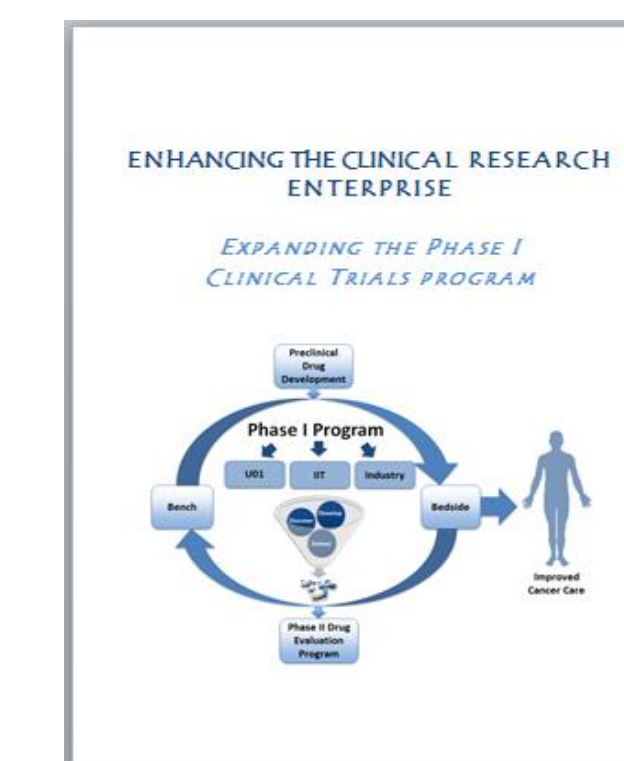 ENHANCING THE CLINICAL RESEARCH
ENTERPRISE
EXPANDING THE PHASE I
CLINICAL TRIALS PROGRAM
Preclinical
Drug
Development
Phase I Program
U01
IIT
Industry
Bench
Bedside
Discover
Develop
Improved
Cancer Care
Phase II Drug
Evaluation
Program